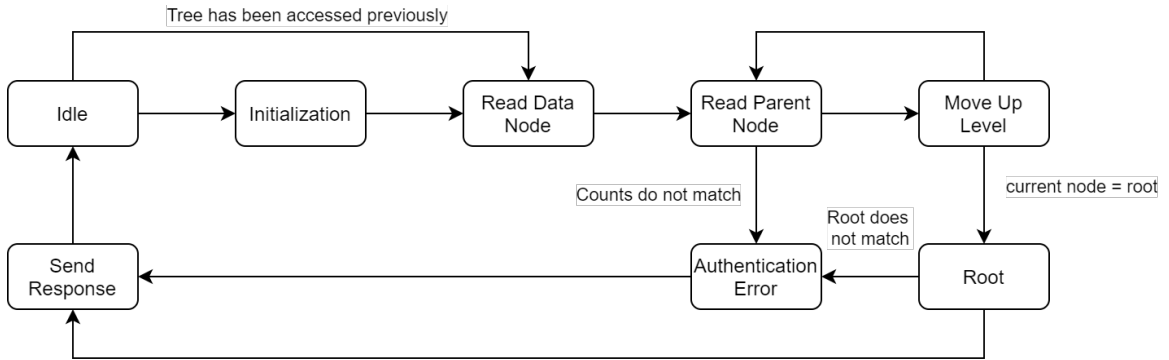 Tree has been accessed previously
Idle
Initialization
Read Data
Node
Read Parent
Node
Move Up
Level
Counts do not match
current node = root
Root does
not match
Send
Response
Authentication
Error
Root